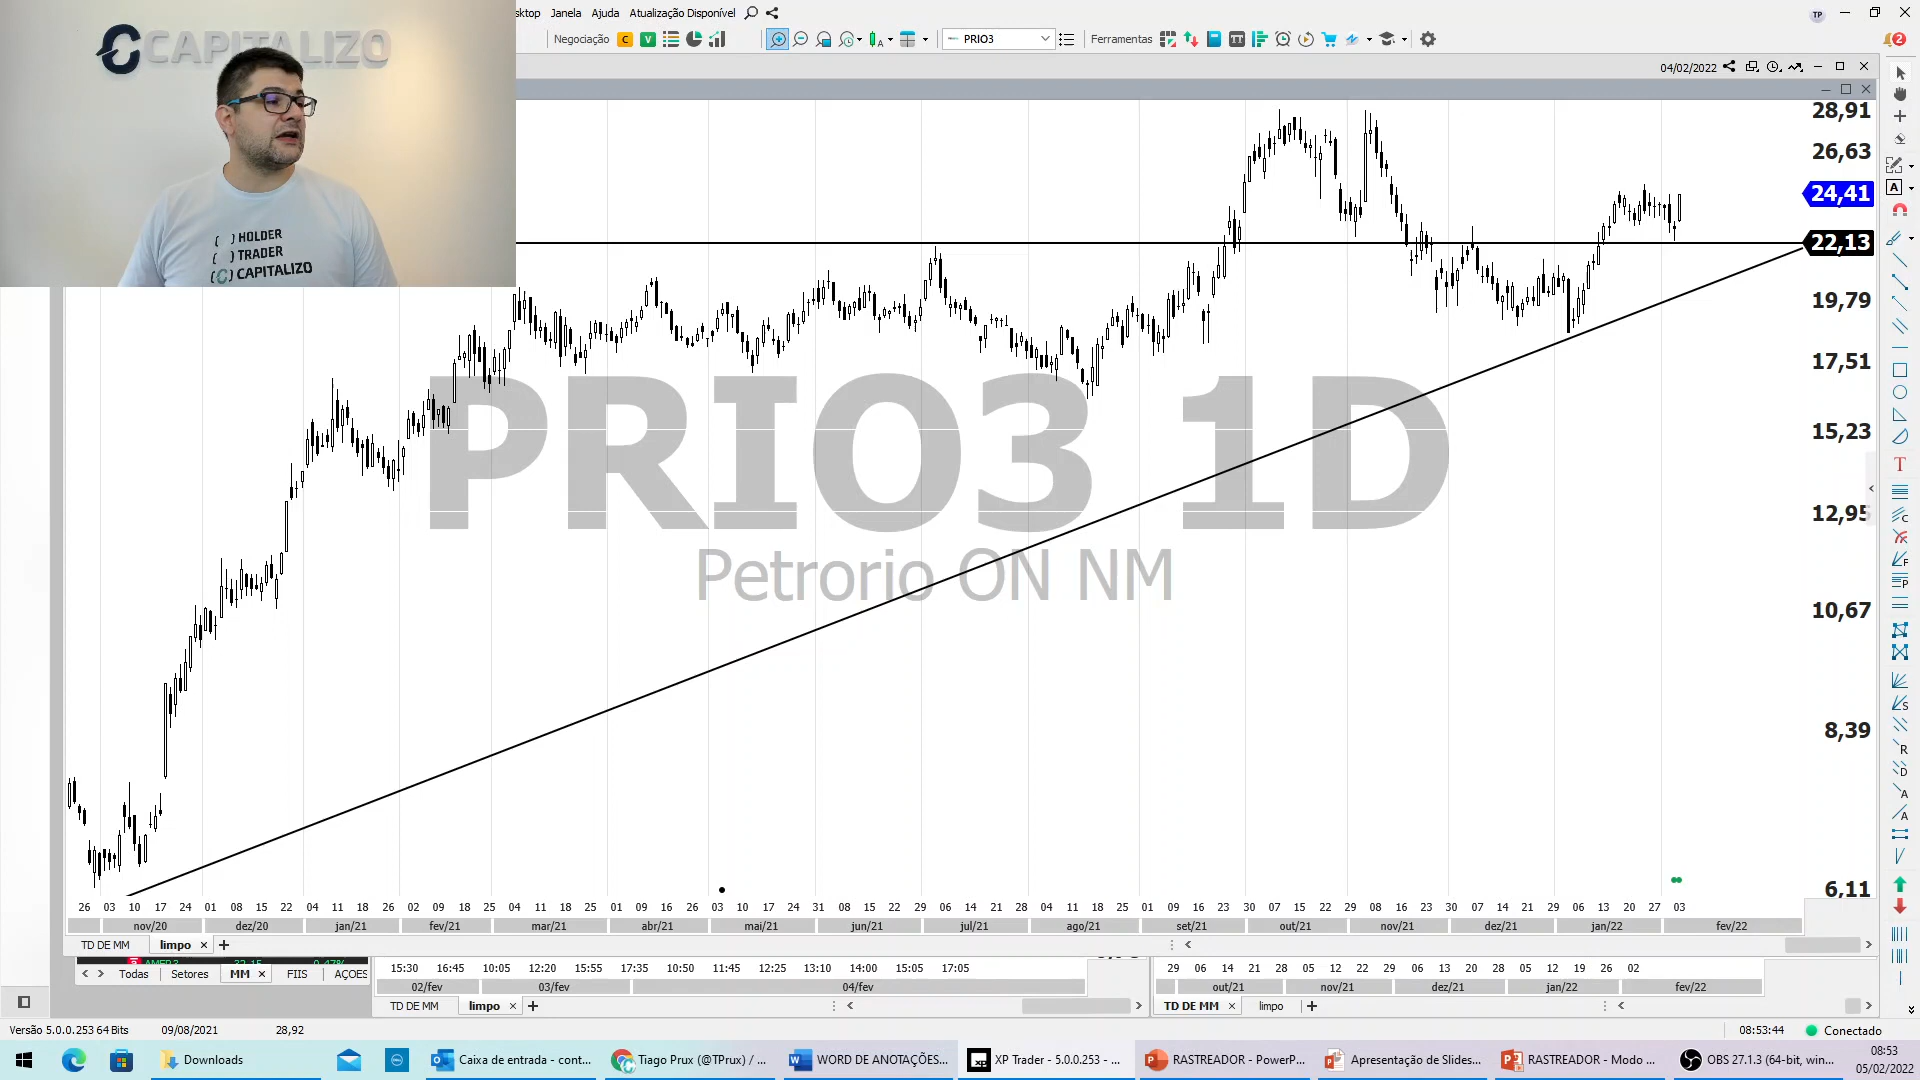 CAPITALIZO
( ) HOLDER
( ) TRADER
( ) CAPITALIZO
Janela Ajuda Atualização Disponível
TP
Negociação C V PRIO3 Ferramentas
2
04/02/2022
28,91
26,63
24,41
22,13
19,79
17,51
15,23
12,95
10,67
8,39
6,11
PRIO3 1D
Petrorio ON NM
26 03 10 17 24 01 08 15 22 04 11 18 26 02 09 18 25 04 11 18 25 01 09 16 26 03 10 17 24 31 08 15 22 29 06 14 21 28 04 11 18 25 01 09 16 23 30 07 15 22 29 08 16 23 30 07 14 21 29 06 13 20 27 03
nov/20 dez/20 jan/21 fev/21 mar/21 abr/21 mai/21 jun/21 jul/21 ago/21 set/21 out/21 nov/21 dez/21 jan/22 fev/22
TD DE MM limpo
Todas Setores MM FIIS AÇOES
15:30 16:45 10:05 12:20 15:55 17:35 10:50 11:45 12:25 13:10 14:00 15:05 17:05
02/fev 03/fev 04/fev
TD DE MM limpo
29 06 14 21 28 05 12 22 29 06 13 20 28 05 12 19 26 02
out/21 nov/21 dez/21 jan/22 fev/22
TD DE MM limpo
Versão 5.0.0.253 64 Bits 09/08/2021 28,92 08:53:44 Conectado
Downloads Caixa de entrada - cont... Tiago Prux (@TPrux) / ... WORD DE ANOTAÇÕES... XP Trader - 5.0.0.253 - ... RASTREADOR - PowerP... Apresentação de Slides... RASTREADOR - Modo ... OBS 27.1.3 (64-bit, win...
08:53
05/02/2022